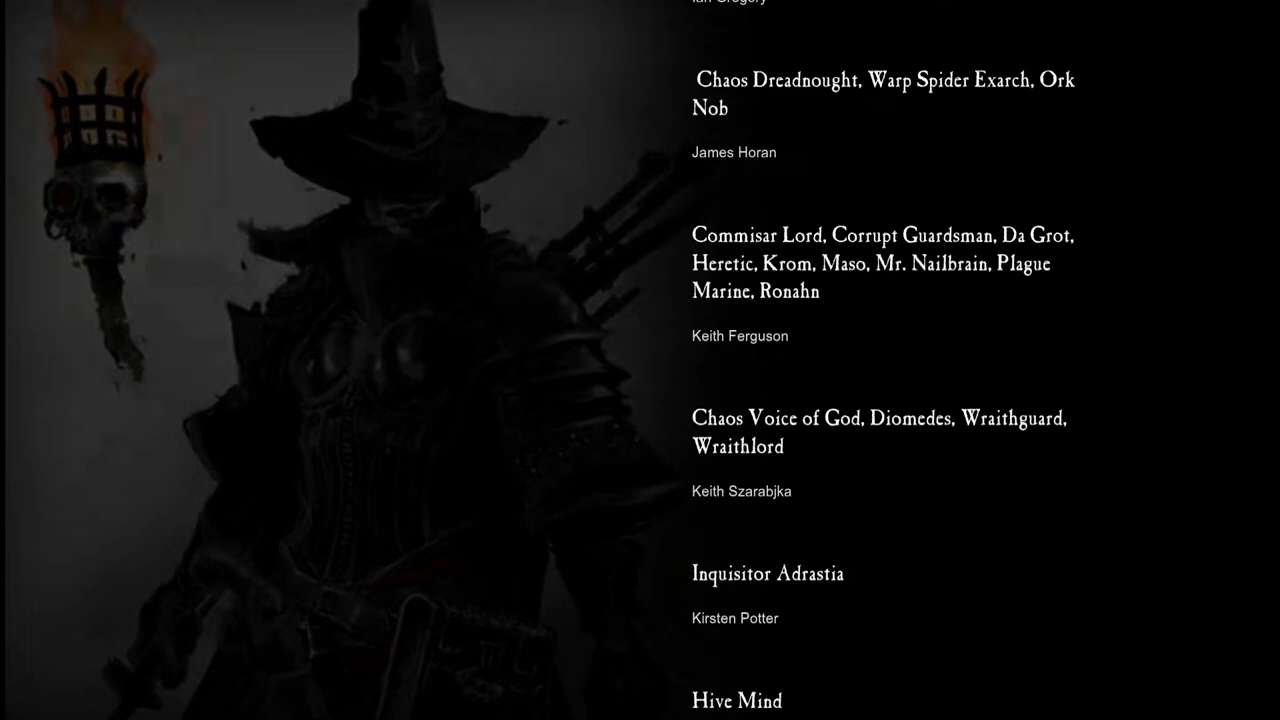 Ian Gregory
Chaos Dreadnought, Warp Spider Exarch, Ork
Nob
James Horan
Commisar Lord, Corrupt Guardsman, Da Grot,
Heretic, Krom, Maso, Mr. Nailbrain, Plague
Marine, Ronahn
Keith Ferguson
Chaos Voice of God, Diomedes, Wraithguard,
Wraithlord
Keith Szarabjka
Inquisitor Adrastia
Kirsten Potter
Hive Mind